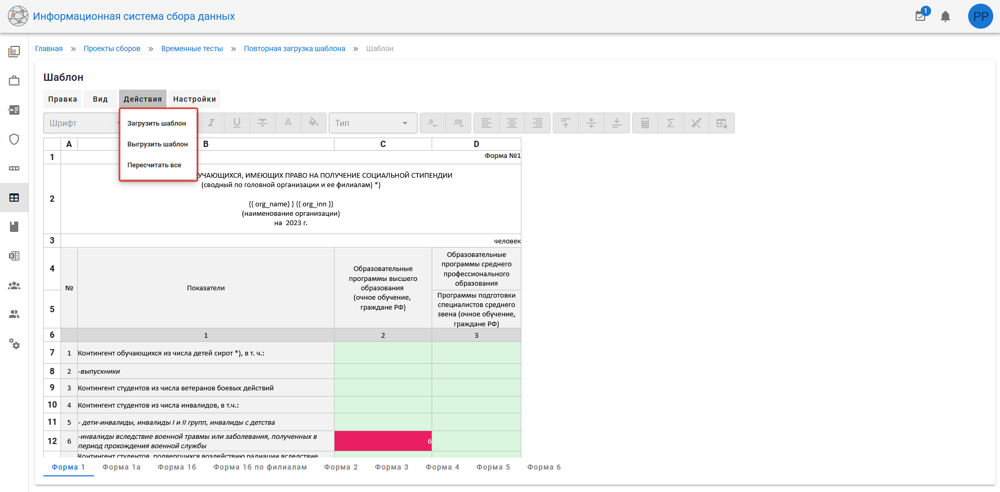 Информационная система сбора данных
1
PP
Главная » Проекты сборов » Временные тесты » Повторная загрузка шаблона » Шаблон
Шаблон
Правка Вид Действия Настройки
Шрифт
Тип
.0
.00
Загрузить шаблон
Выгрузить шаблон
Пересчитать все
A B C D
1 Форма №1
2
ИМЕЮЩИХ ПРАВО НА ПОЛУЧЕНИЕ СОЦИАЛЬНОЙ СТИПЕНДИИ
(сводный по головной организации и ее филиалам) *)
{{ org_name} } {{ org_inn }}
(наименование организации)
на 2023 г.
3 человек
4
5
№
Показатели
Образовательные
программы высшего
образования
(очное обучение,
граждане РФ)
Образовательные
программы среднего
профессионального
образования
Программы подготовки
специалистов среднего
звена (очное обучение,
граждане РФ)
6 1 2 3
7 1 Контингент обучающихся из числа детей сирот *), в т. ч.:
8 2 -выпускники
9 3 Контингент студентов из числа ветеранов боевых действий
10 4 Контингент студентов из числа инвалидов, в т.ч.:
11 5 - дети-инвалиды, инвалиды I и II групп, инвалиды с детства
12 6 -инвалиды вследствие военной травмы или заболевания, полученных в
период прохождения военной службы
6
Контингент студентов, подвергшихся воздействию радиации вследствие
Форма 1 Форма 1а Форма 1б Форма 1б по филиалам Форма 2 Форма 3 Форма 4 Форма 5 Форма 6